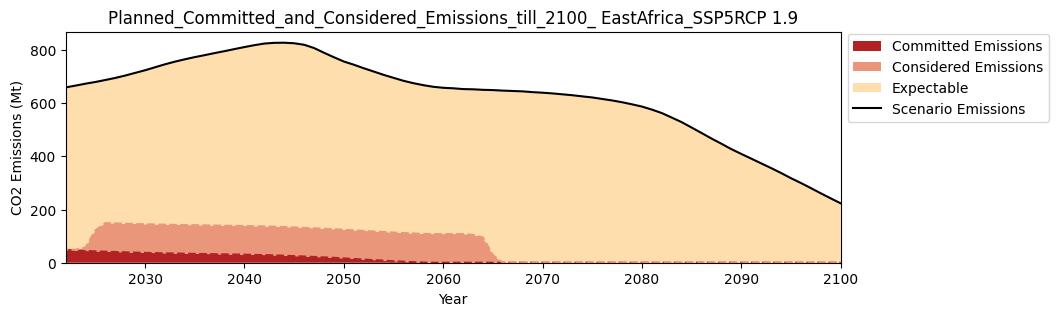 Planned_Committed_and_Considered_Emissions_till_2100_ EastAfrica_SSP5RCP 1.9
Committed Emissions
Considered Emissions
Expectable
Scenario Emissions
CO2 Emissions (Mt)
800
600
400
200
0
2030 2040 2050 2060 2070 2080 2090 2100
Year